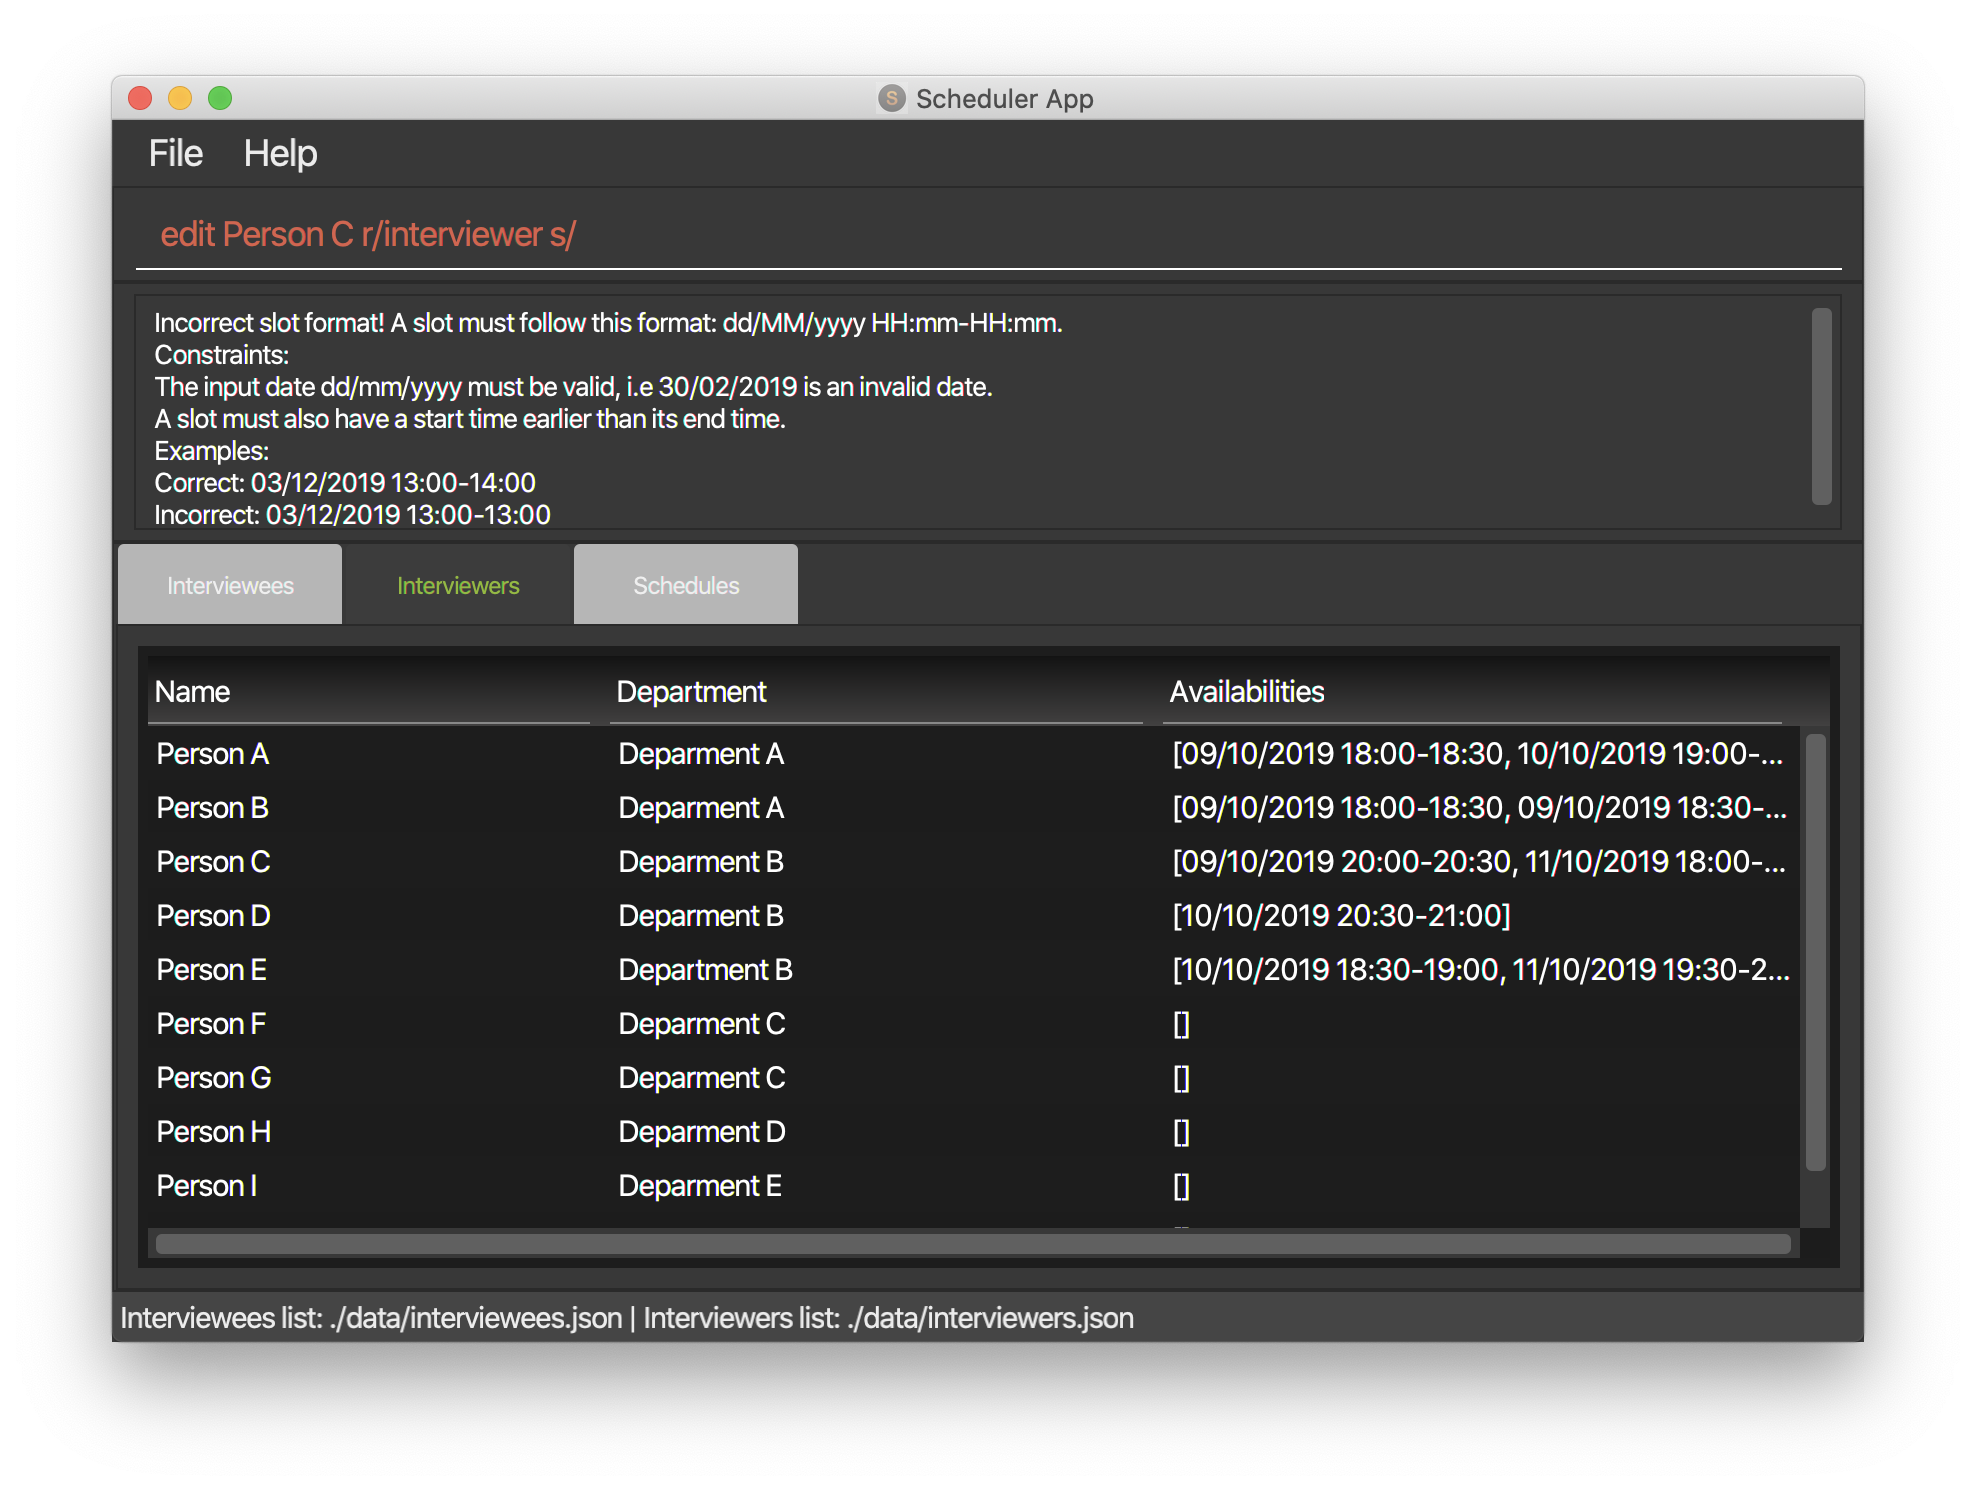 S Scheduler App
File Help
edit Person C r/interviewer s/
Incorrect slot format! A slot must follow this format: dd/MM/yyyy HH:mm-HH:mm.
Constraints:
The input date dd/mm/yyyy must be valid, i.e 30/02/2019 is an invalid date.
A slot must also have a start time earlier than its end time.
Examples:
Correct: 03/12/2019 13:00-14:00
Incorrect: 03/12/2019 13:00-13:00
Interviewees Interviewers Schedules
Name Department Availabilities
Person A Deparment A [09/10/2019 18:00-18:30, 10/10/2019 19:00-...
Person B Deparment A [09/10/2019 18:00-18:30, 09/10/2019 18:30-...
Person C Deparment B [09/10/2019 20:00-20:30, 11/10/2019 18:00-...
Person D Deparment B [10/10/2019 20:30-21:00]
Person E Department B [10/10/2019 18:30-19:00, 11/10/2019 19:30-2...
Person F Deparment C []
Person G Deparment C []
Person H Deparment D []
Person I Deparment E []
Interviewees list: ./data/interviewees.json | Interviewers list: ./data/interviewers.json